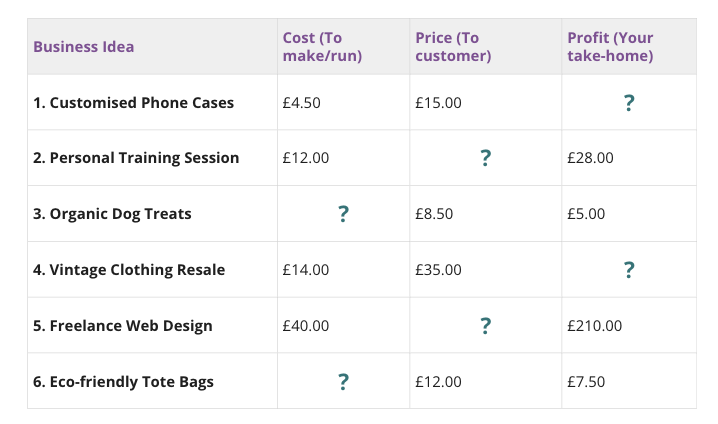 Business Idea
Cost (To
make/run)
Price (To
customer)
Profit (Your
take-home)
1. Customised Phone Cases £4.50 £15.00 ?
2. Personal Training Session £12.00 ? £28.00
3. Organic Dog Treats ? £8.50 £5.00
4. Vintage Clothing Resale £14.00 £35.00 ?
5. Freelance Web Design £40.00 ? £210.00
6. Eco-friendly Tote Bags ? £12.00 £7.50